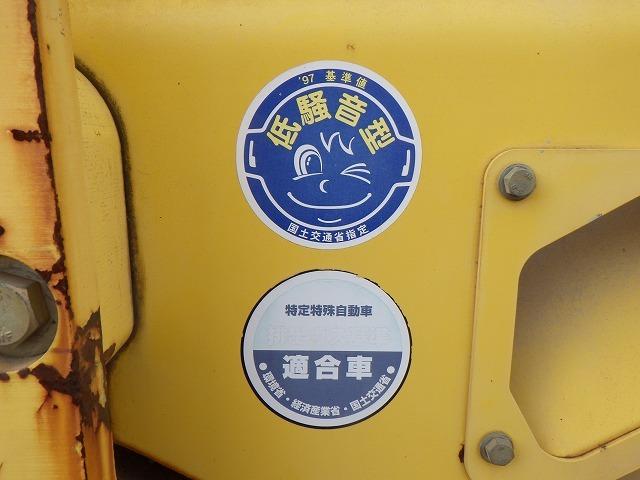 '97 基準値
低騒音型
国土交通省指定
特定特殊自動車
適合車
●環境省・経済産業省・国土交通省●